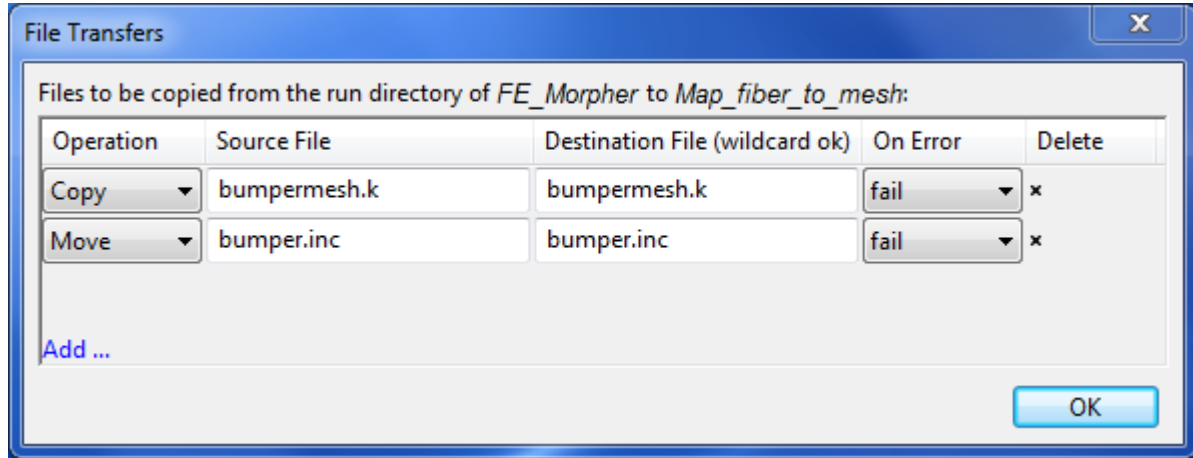 File Transfers
x
Files to be copied from the run directory of FE_Morpher to Map_fiber_to_mesh:
Operation Source File Destination File (wildcard ok) On Error Delete
Copy bumpermesh.k bumpermesh.k fail ×
Move bumper.inc bumper.inc fail ×
Add ...
OK